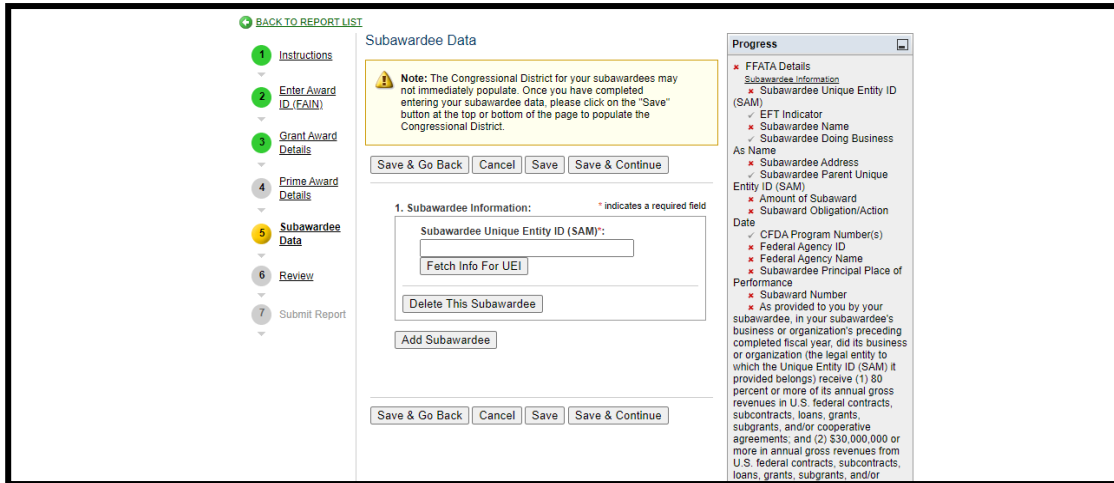 BACK TO REPORT LIST
1 Instructions
2 Enter Award
ID (FAIN)
3 Grant Award
Details
4 Prime Award
Details
5 Subawardee
Data
6 Review
7 Submit Report
Subawardee Data
Note: The Congressional District for your subawardees may
not immediately populate. Once you have completed
entering your subawardee data, please click on the "Save"
button at the top or bottom of the page to populate the
Congressional District.
Save & Go Back Cancel Save Save & Continue
1. Subawardee Information: * indicates a required field
Subawardee Unique Entity ID (SAM)*:
Fetch Info For UEI
Delete This Subawardee
Add Subawardee
Save & Go Back Cancel Save Save & Continue
Progress
FFATA Details
Subawardee Information
Subawardee Unique Entity ID
(SAM)
EFT Indicator
Subawardee Name
Subawardee Doing Business
As Name
Subawardee Address
Subawardee Parent Unique
Entity ID (SAM)
Amount of Subaward
Subaward Obligation/Action
Date
CFDA Program Number(s)
Federal Agency ID
Federal Agency Name
Subawardee Principal Place of
Performance
Subaward Number
As provided to you by your
subawardee, in your subawardee's
business or organization's preceding
completed fiscal year, did its business
or organization (the legal entity to
which the Unique Entity ID (SAM) it
provided belongs) receive (1) 80
percent or more of its annual gross
revenues in U.S. federal contracts,
subcontracts, loans, grants,
subgrants, and/or cooperative
agreements; and (2) $30,000,000 or
more in annual gross revenues from
U.S. federal contracts, subcontracts,
loans, grants, subgrants, and/or